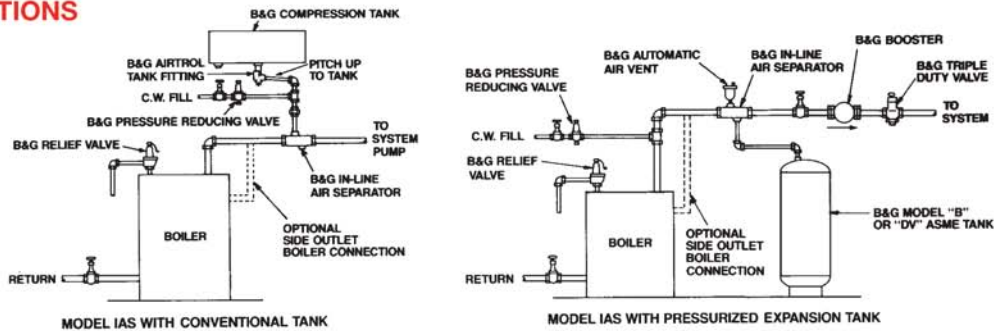 TIONS
B&G COMPRESSION TANK
B&G AIRTROL
TANK FITTING
PITCH UP
TO TANK
C.W. FILL
B&G PRESSURE REDUCING VALVE
TO
SYSTEM
PUMP
B&G RELIEF VALVE
B&G IN-LINE
AIR SEPARATOR
BOILER
OPTIONAL
SIDE OUTLET
BOILER CONNECTION
RETURN
MODEL IAS WITH CONVENTIONAL TANK
B&G BOOSTER
B&G AUTOMATIC
AIR VENT
B&G IN-LINE
AIR SEPARATOR
B&G TRIPLE
DUTY VALVE
B&G PRESSURE
REDUCING VALVE
TO
SYSTEM
C.W. FILL
B&G RELIEF
VALVE
BOILER
OPTIONAL
SIDE OUTLET
BOILER
CONNECTION
B&G MODEL "B"
OR "DV" ASME TANK
RETURN
MODEL IAS WITH PRESSURIZED EXPANSION TANK